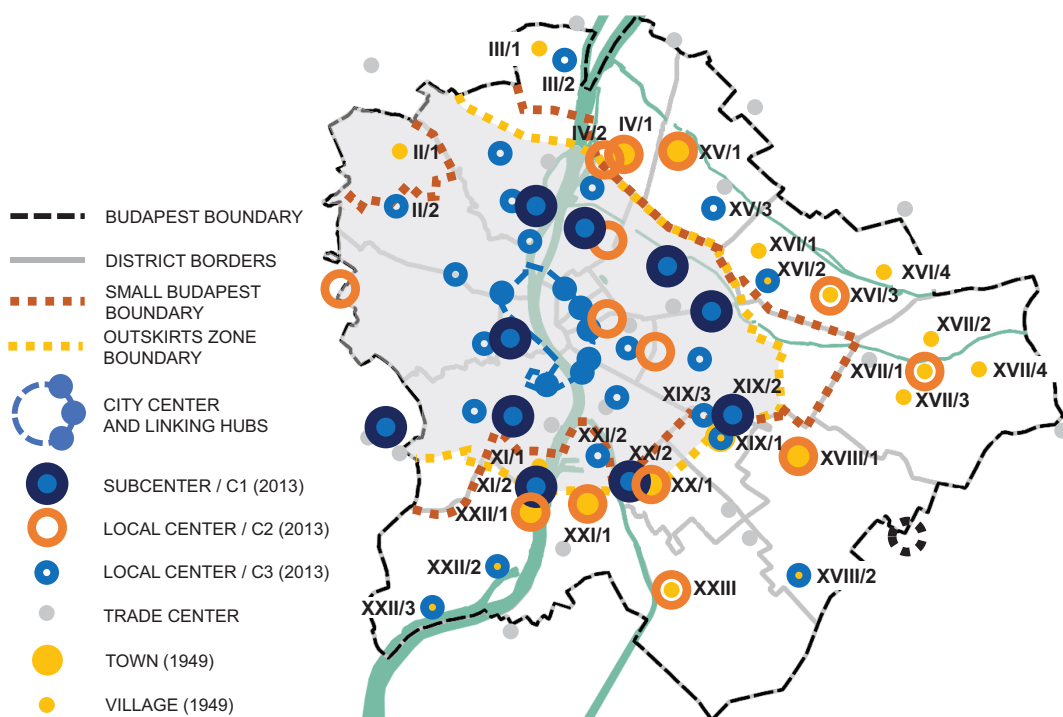 BUDAPEST BOUNDARY
DISTRICT BORDERS
SMALL BUDAPEST
BOUNDARY
OUTSKIRTS ZONE
BOUNDARY
CITY CENTER
AND LINKING HUBS
SUBCENTER / C1 (2013)
LOCAL CENTER / C2 (2013)
LOCAL CENTER / C3 (2013)
TRADE CENTER
TOWN (1949)
VILLAGE (1949)
III/1
III/2
IV/2
IV/1
XV/1
II/1
II/2
XV/3
XVI/1
XVI/2
XVI/4
XVI/3
XVII/2
XVII/1
XVII/4
XVII/3
XIX/3
XIX/2
XIX/1
XVIII/1
XXI/2
XX/2
XI/1
XI/2
XX/1
XXII/1
XXI/1
XXII/2
XXIII
XVIII/2
XXII/3